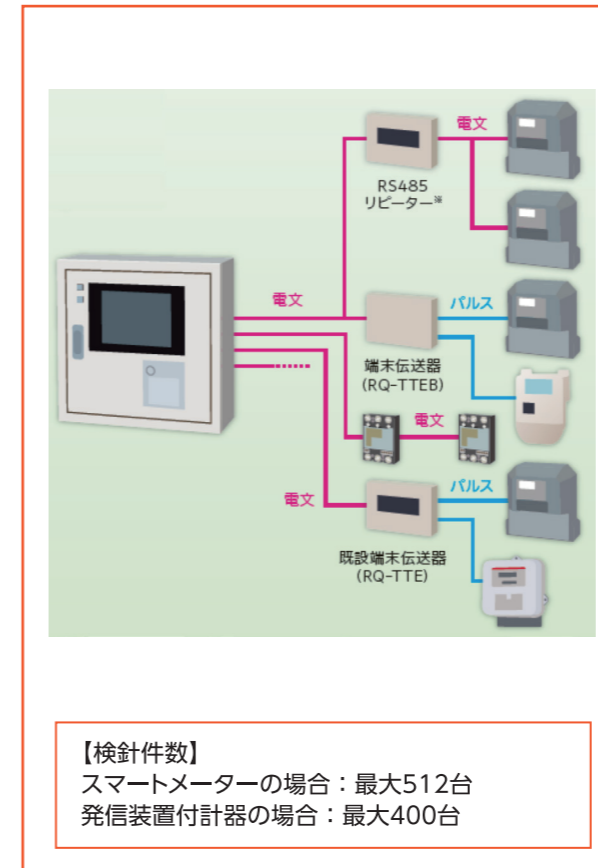 電文
RS485
リピーター※
電文
パルス
端末伝送器
(RQ-TTEB)
電文
電文
パルス
既設端末伝送器
(RQ-TTE)
【検針件数】
スマートメーターの場合：最大512台
発信装置付計器の場合：最大400台